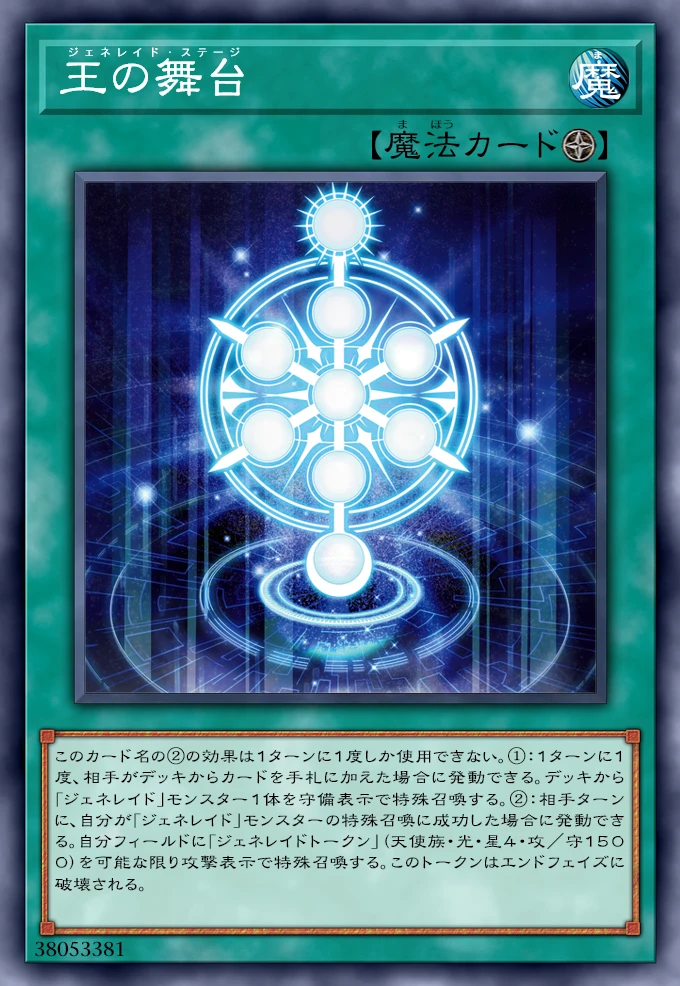 ジェネレイド・ステージ
王の舞台
ま
魔
ま ほう
【魔法カード】
このカード名の②の効果は1ターンに1度しか使用できない。①：1ターンに1
度、相手がデッキからカードを手札に加えた場合に発動できる。デッキから
「ジェネレイド」モンスター1体を守備表示で特殊召喚する。②：相手ターン
に、自分が「ジェネレイド」モンスターの特殊召喚に成功した場合に発動でき
る。自分フィールドに「ジェネレイドトークン」（天使族・光・星4・攻／守150
0）を可能な限り攻撃表示で特殊召喚する。このトークンはエンドフェイズに
破壊される。
38053381